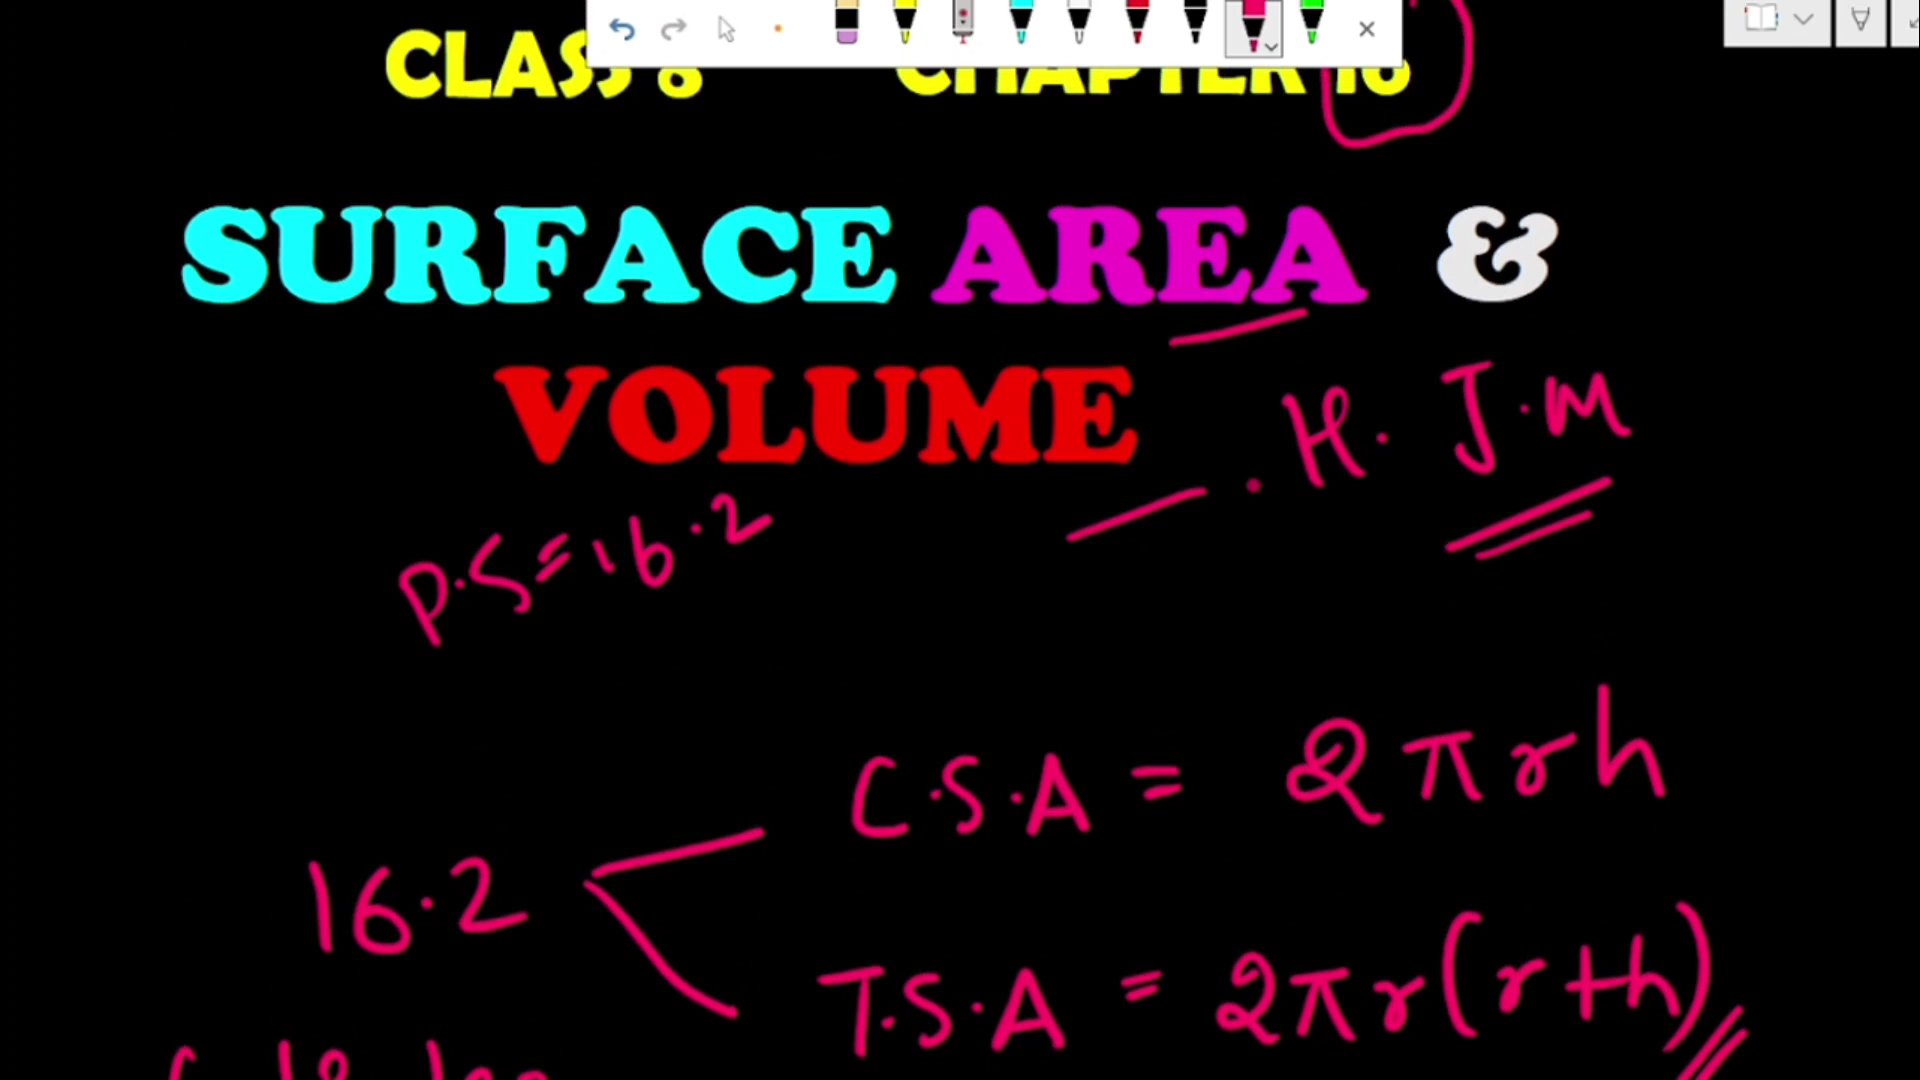 CLASS 8 CHAPTER 16
SURFACE AREA &
VOLUME
. H. J.M
P.S = 16.2
C.S.A = 2πrh
16.2
T.S.A = 2πr(r+h)